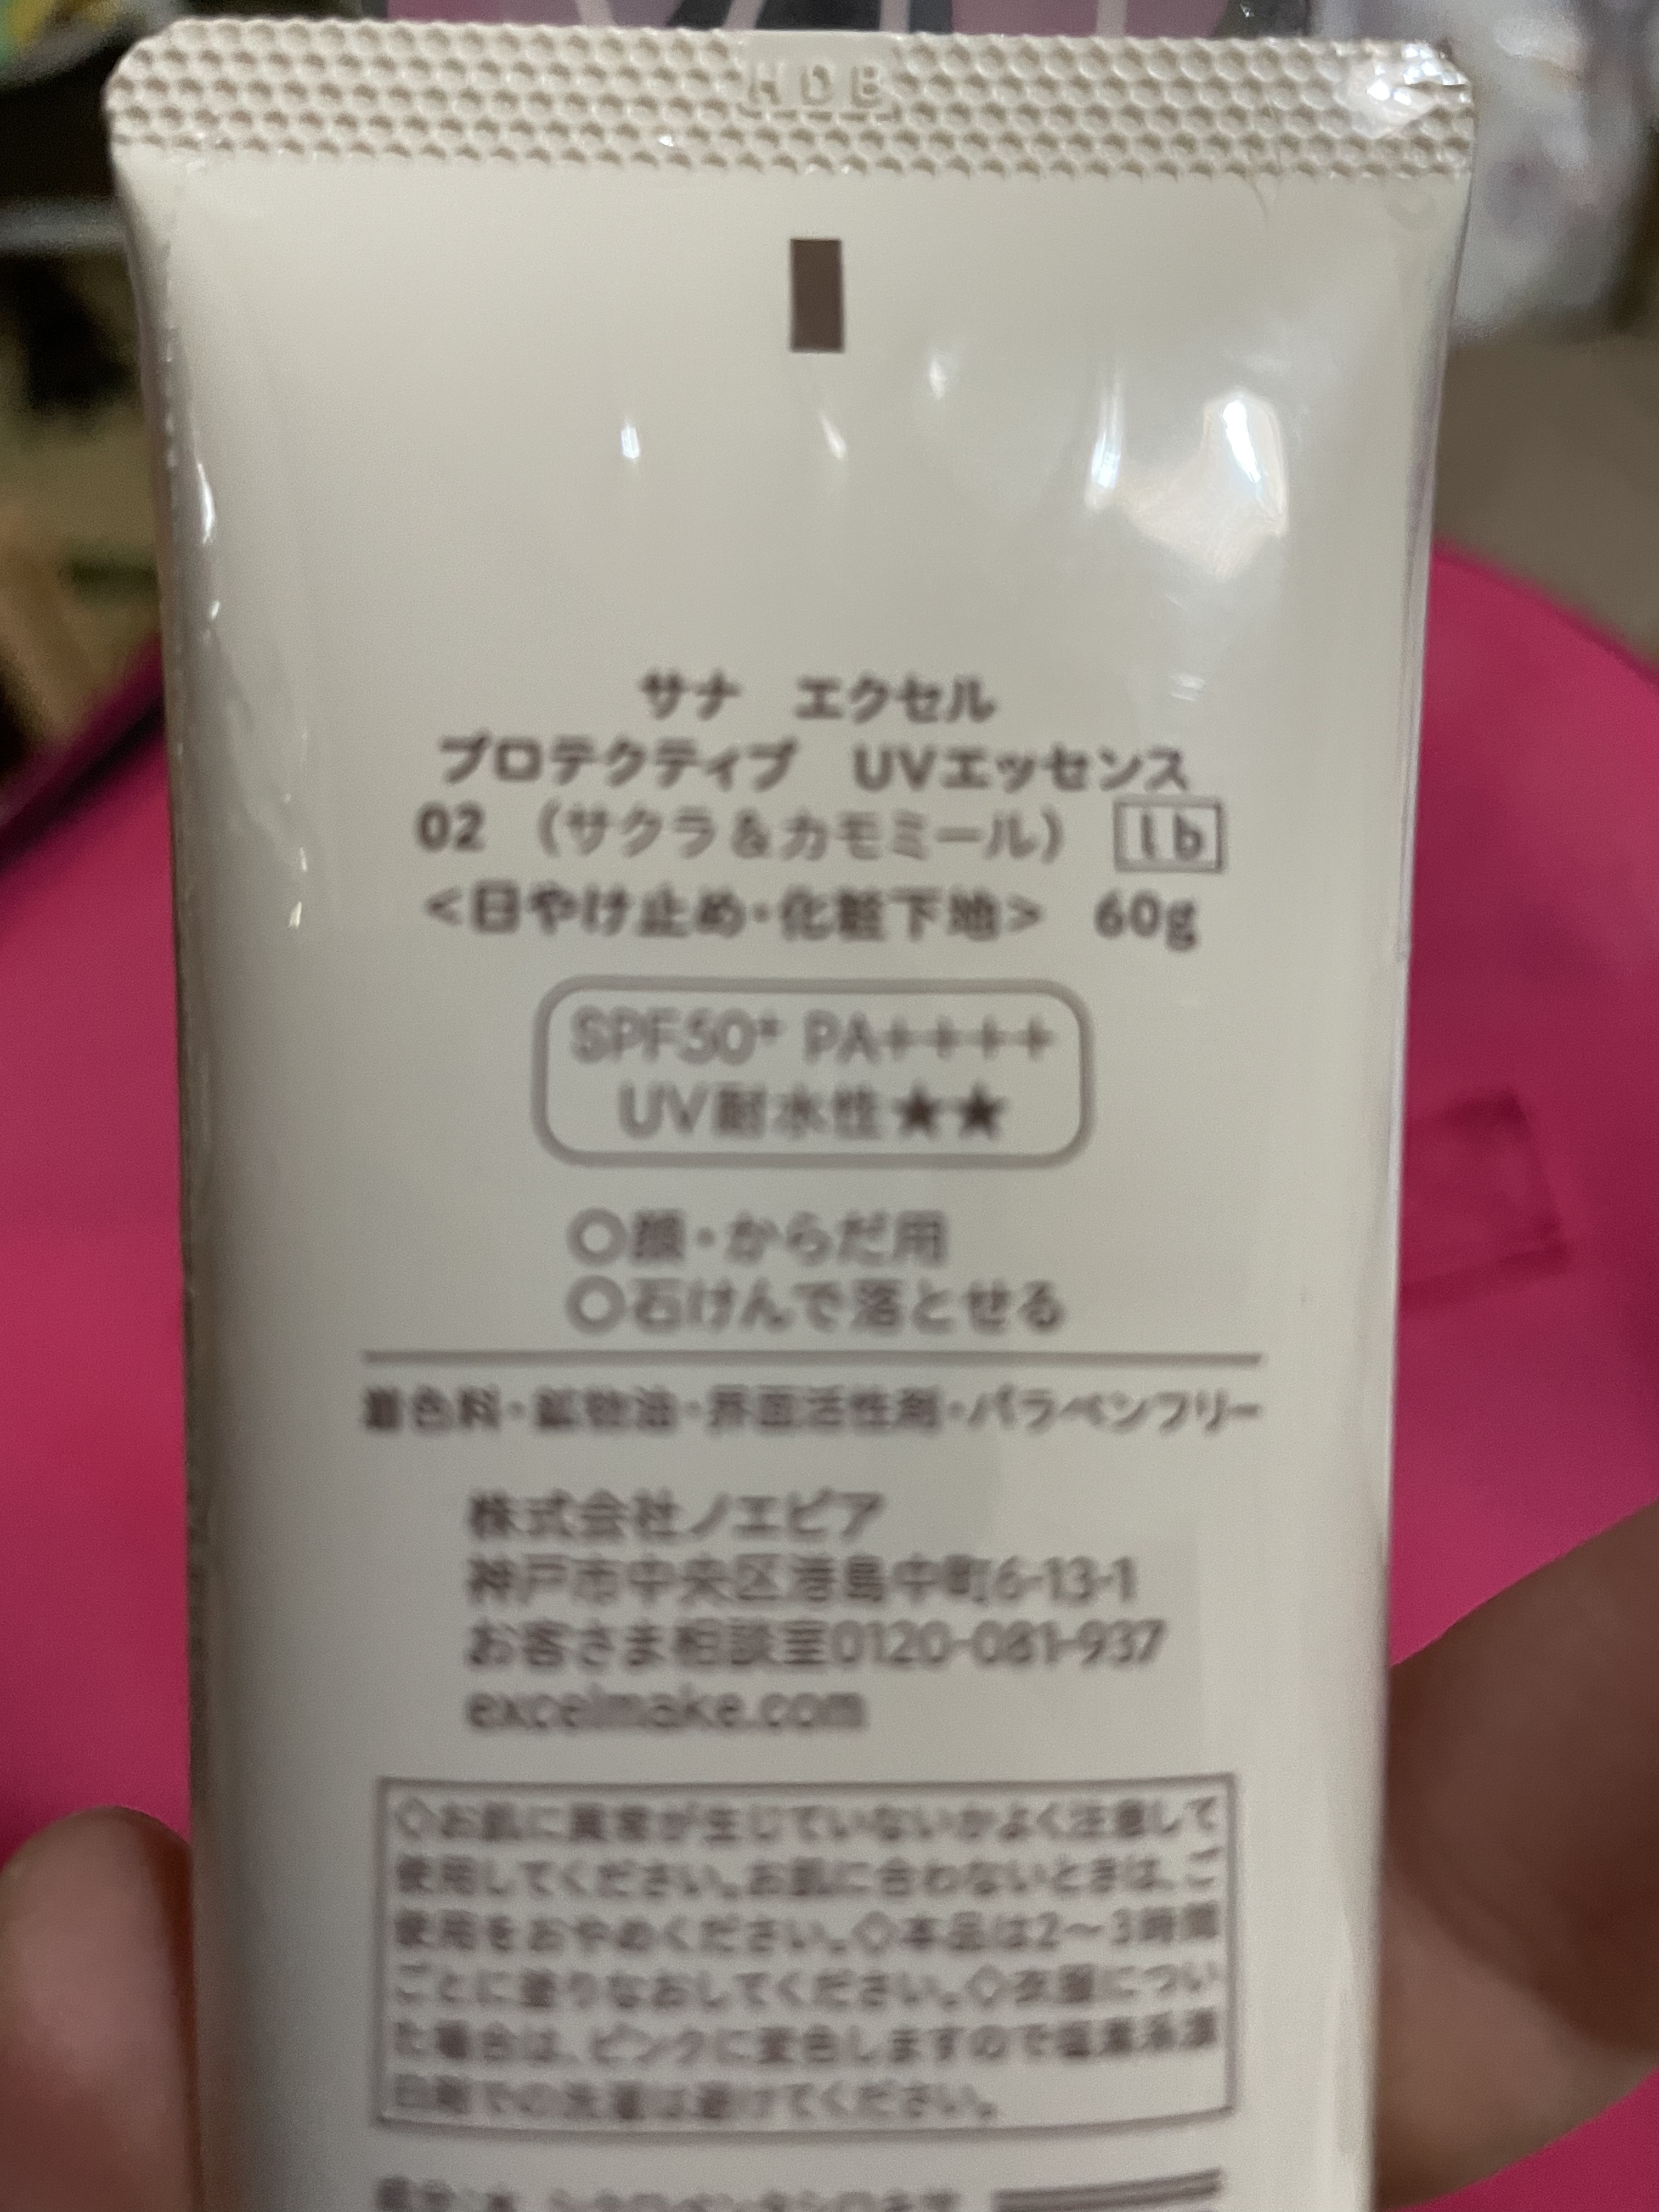 HDB
サナ エクセル
プロテクティブ UVエッセンス
02 （サクラ＆カモミール） lb
＜日やけ止め・化粧下地＞ 60g
SPF50+ PA++++
UV耐水性★★
○顔・からだ用
○石けんで落とせる
着色料・鉱物油・界面活性剤・パラベンフリー
株式会社ノエビア
神戸市中央区港島中町6-13-1
お客さま相談室0120-081-937
excelmake.com
◇お肌に異常が生じていないかよく注意して
使用してください。お肌に合わないときは、ご
使用をおやめください。◇本品は2～3時間
ごとに塗りなおしてください。◇衣服につい
た場合は、ピンクに変色しますので塩素系漂
白剤での洗濯は避けてください。